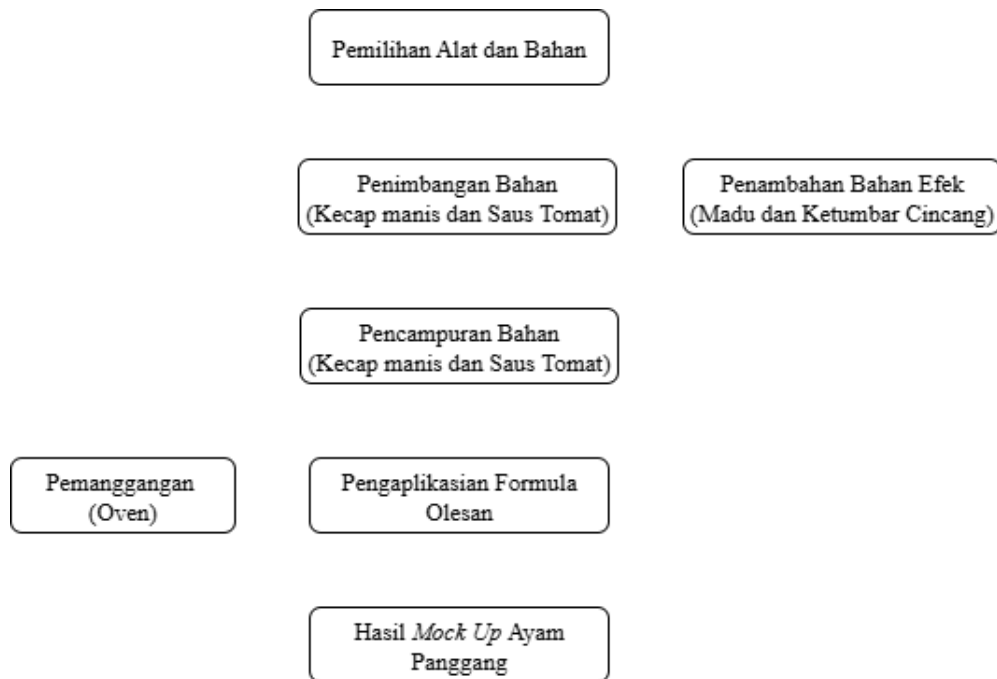 Pemilihan Alat dan Bahan
Penimbangan Bahan
(Kecap manis dan Saus Tomat)
Penambahan Bahan Efek
(Madu dan Ketumbar Cincang)
Pencampuran Bahan
(Kecap manis dan Saus Tomat)
Pemanggangan
(Oven)
Pengaplikasian Formula
Olesan
Hasil Mock Up Ayam
Panggang